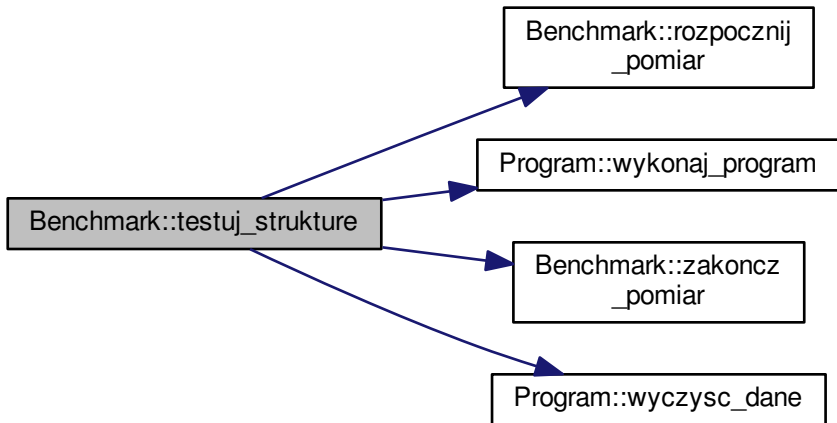 Benchmark::rozpocznij
_pomiar
Program::wykonaj_program
Benchmark::testuj_strukture
Benchmark::zakoncz
_pomiar
Program::wyczysc_dane